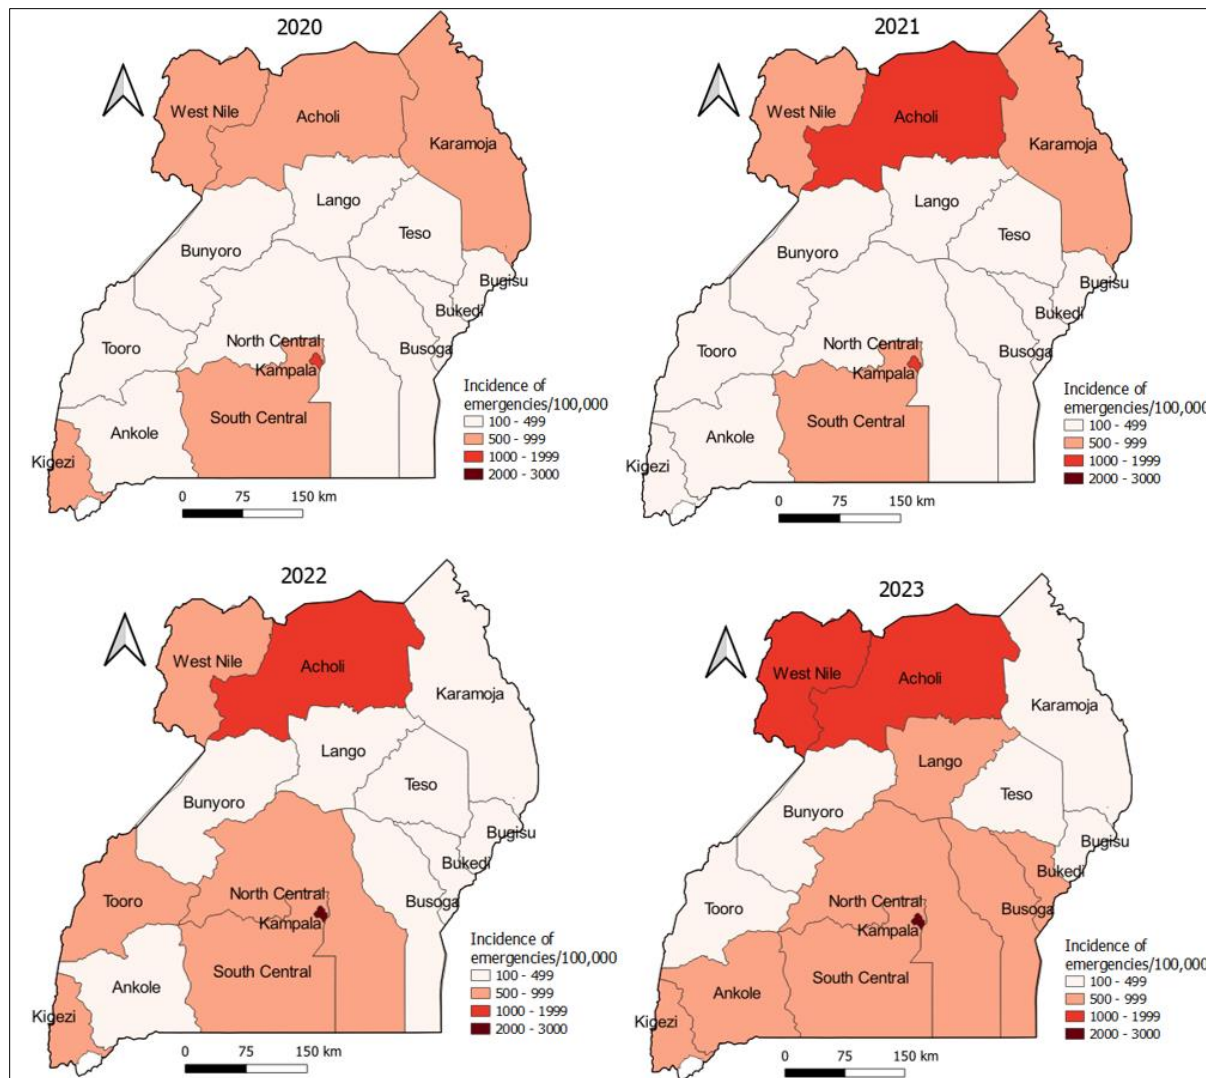 2020
West Nile
Acholi
Karamoja
Lango
Teso
Bunyoro
Bugisu
Bukedi
Tooro
North Central
Busoga
Kampala
South Central
Ankole
Kigezi
Incidence of
emergencies/100,000
100 - 499
500 - 999
1000 - 1999
2000 - 3000
0 75 150 km
2021
West Nile
Acholi
Karamoja
Lango
Teso
Bunyoro
Bugisu
Bukedi
Tooro
North Central
Busoga
Kampala
South Central
Ankole
Kigezi
Incidence of
emergencies/100,000
100 - 499
500 - 999
1000 - 1999
2000 - 3000
0 75 150 km
2022
West Nile
Acholi
Karamoja
Lango
Teso
Bunyoro
Bugisu
Bukedi
Tooro
North Central
Busoga
Kampala
South Central
Ankole
Kigezi
Incidence of
emergencies/100,000
100 - 499
500 - 999
1000 - 1999
2000 - 3000
0 75 150 km
2023
West Nile
Acholi
Karamoja
Lango
Teso
Bunyoro
Bugisu
Bukedi
Tooro
North Central
Busoga
Kampala
South Central
Ankole
Kigezi
Incidence of
emergencies/100,000
100 - 499
500 - 999
1000 - 1999
2000 - 3000
0 75 150 km